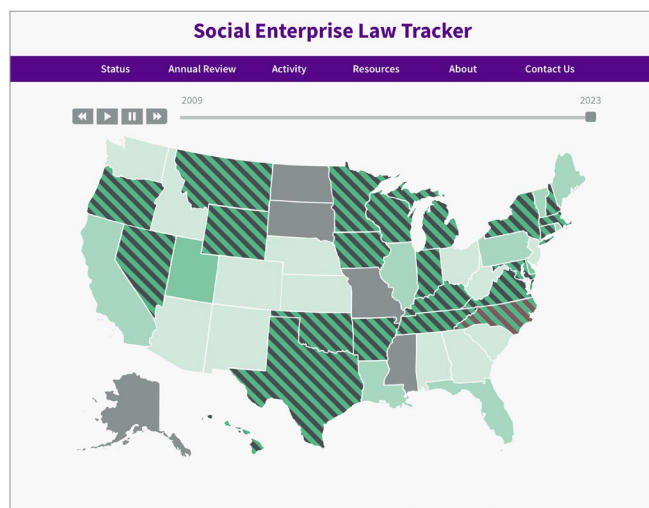 Social Enterprise Law Tracker
Status Annual Review Activity Resources About Contact Us
2009 2023